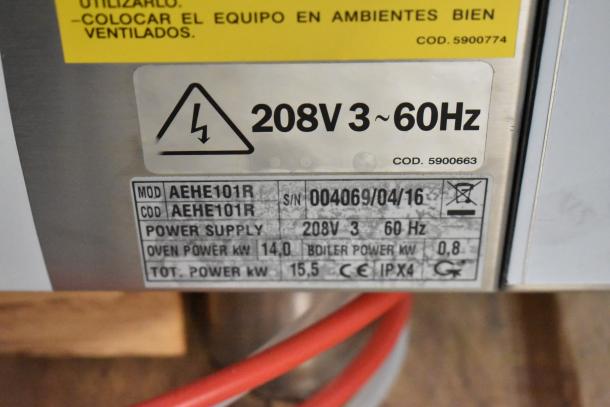 UTILIZARLO.
-COLOCAR EL EQUIPO EN AMBIENTES BIEN
VENTILADOS.
COD. 5900774
208V 3~60Hz
COD. 5900663
MOD AEHE101R S/N 004069/04/16
COD AEHE101R
POWER SUPPLY 208V 3 60 Hz
OVEN POWER kW 14,0 BOILER POWER kW 0,8
TOT. POWER kW 15,5 CE IPX4